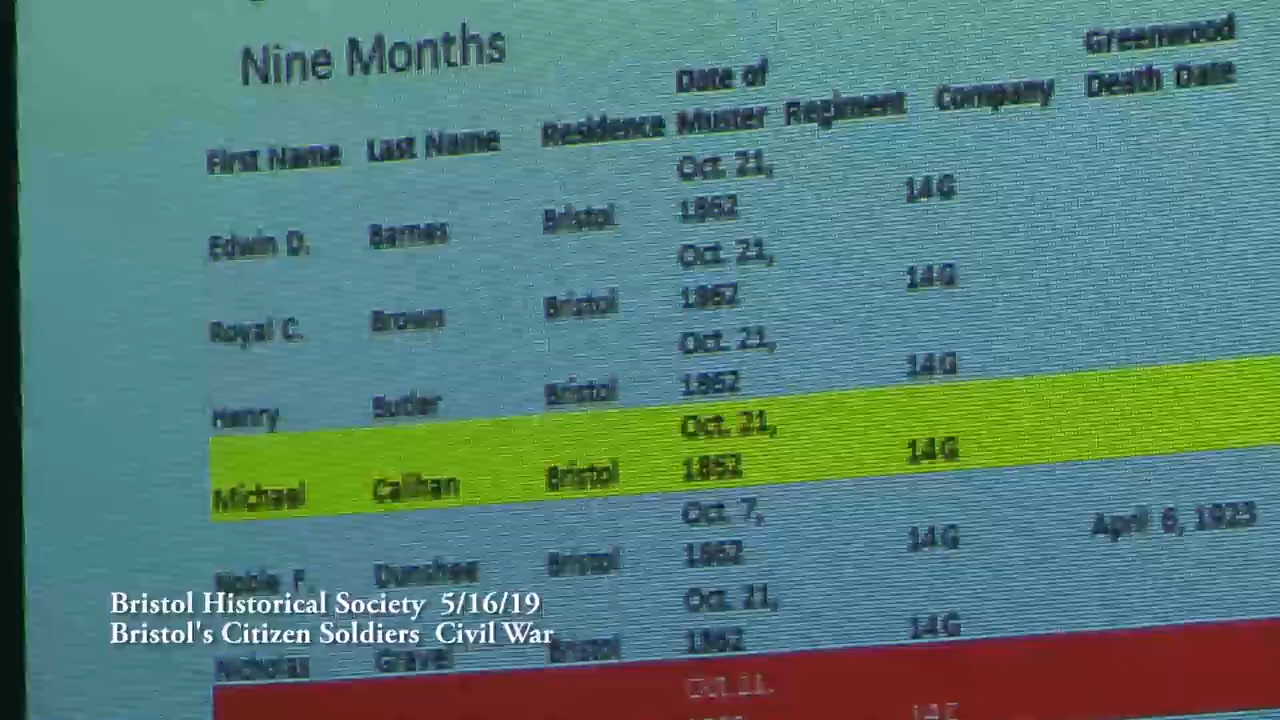 Nine Months
Greenwood
Date of
First Name Last Name Residence Muster Regiment Company Death Date
Oct. 21,
Edwin D. Barnes Bristol 1862 14 G
Oct. 21,
Royal C. Brown Bristol 1862 14 G
Oct. 21,
Henry Butler Bristol 1862 14 G
Oct. 21,
Michael Calihan Bristol 1862 14 G
Oct. 7,
Noble F. Bristol 1862 14 G April 6, 1923
Oct. 21,
Nicholas Gravel Bristol 1862 14 G
Bristol Historical Society 5/16/19
Bristol's Citizen Soldiers Civil War